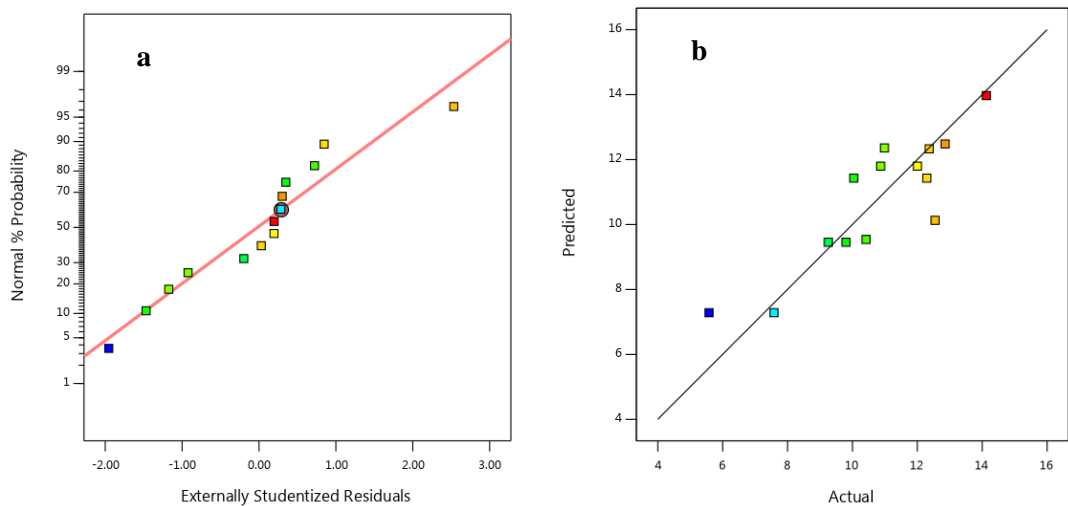 a
99
95
90
80
70
50
30
20
10
5
1
Normal % Probability
-2.00 -1.00 0.00 1.00 2.00 3.00
Externally Studentized Residuals
b
16
14
12
10
8
6
4
Predicted
4 6 8 10 12 14 16
Actual